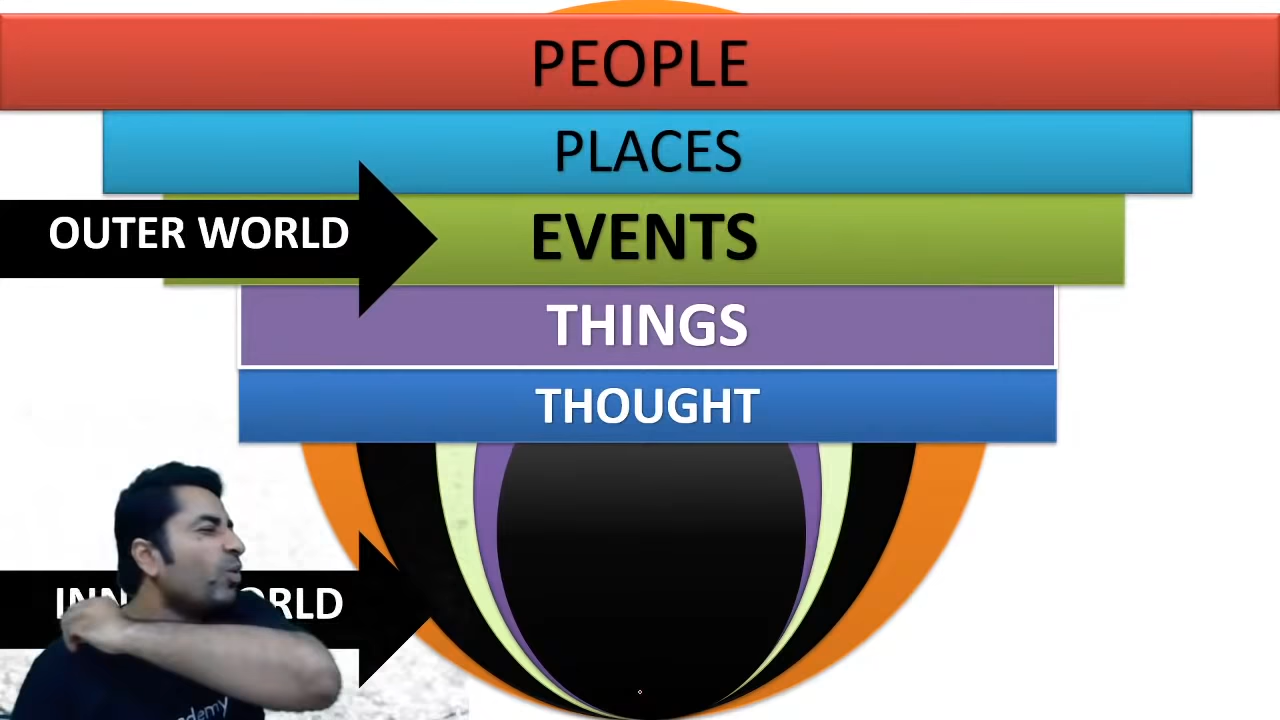 PEOPLE
PLACES
OUTER WORLD
EVENTS
THINGS
THOUGHT